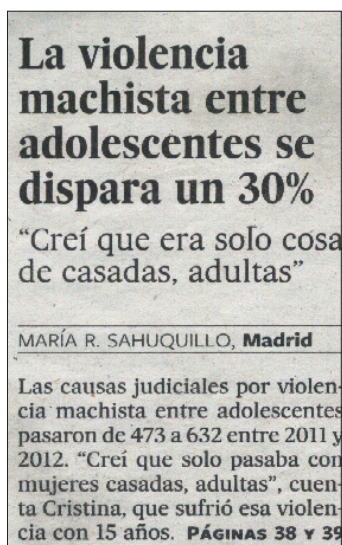 La violencia
machista entre
adolescentes se
dispara un 30%
“Creí que era solo cosa
de casadas, adultas”
MARÍA R. SAHUQUILLO, Madrid
Las causas judiciales por violen-
cia machista entre adolescentes
pasaron de 473 a 632 entre 2011 y
2012. “Creí que solo pasaba con
mujeres casadas, adultas”, cuen-
ta Cristina, que sufrió esa violen-
cia con 15 años. PÁGINAS 38 Y 39